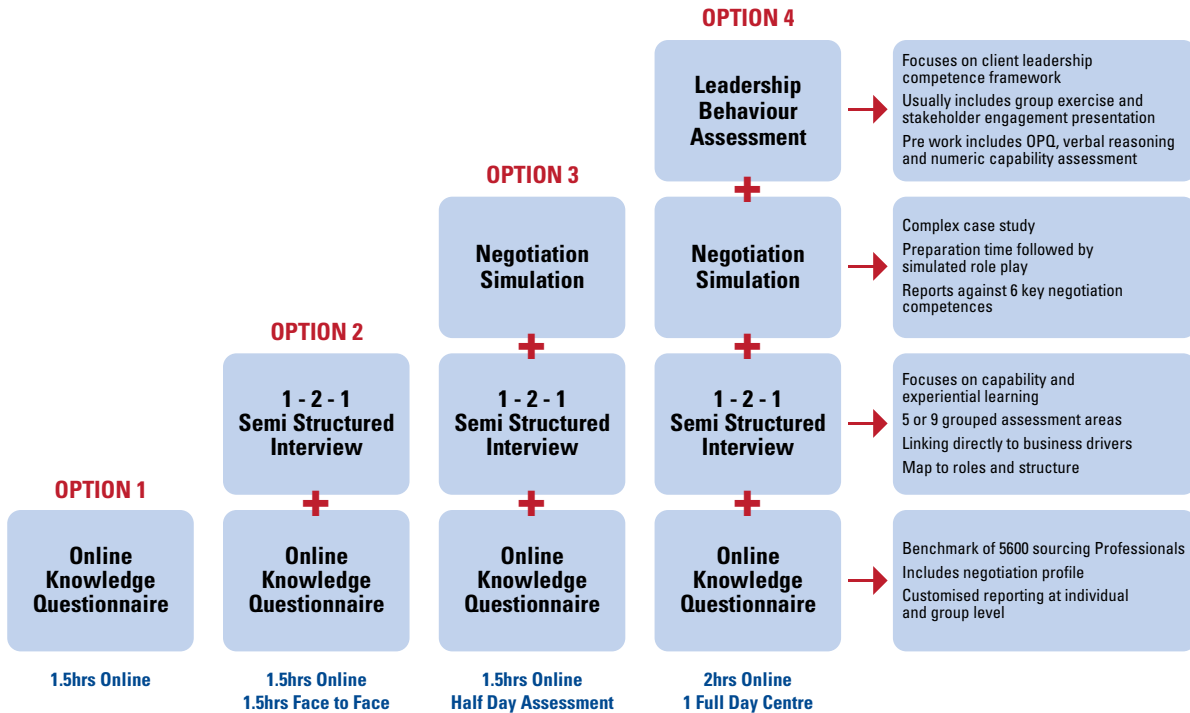 OPTION 4
Leadership
Behaviour
Assessment
Focuses on client leadership
competence framework
Usually includes group exercise and
stakeholder engagement presentation
Pre work includes OPQ, verbal reasoning
and numeric capability assessment
OPTION 3
Negotiation
Simulation
Negotiation
Simulation
Complex case study
Preparation time followed by
simulated role play
Reports against 6 key negotiation
competences
OPTION 2
1 - 2 - 1
Semi Structured
Interview
1 - 2 - 1
Semi Structured
Interview
1 - 2 - 1
Semi Structured
Interview
Focuses on capability and
experiential learning
5 or 9 grouped assessment areas
Linking directly to business drivers
Map to roles and structure
OPTION 1
Online
Knowledge
Questionnaire
Online
Knowledge
Questionnaire
Online
Knowledge
Questionnaire
Online
Knowledge
Questionnaire
Benchmark of 5600 sourcing Professionals
Includes negotiation profile
Customised reporting at individual
and group level
1.5hrs Online
1.5hrs Online
1.5hrs Face to Face
1.5hrs Online
Half Day Assessment
2hrs Online
1 Full Day Centre